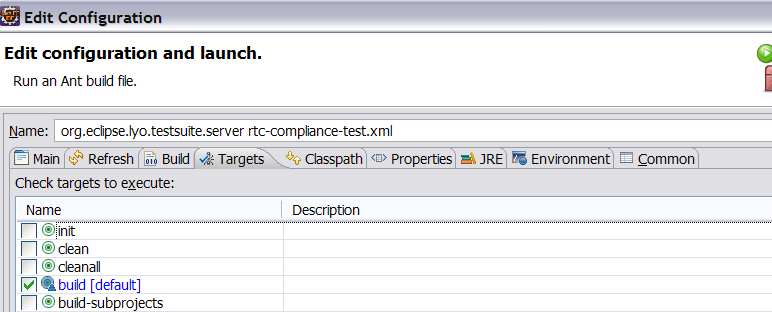 Edit Configuration
Edit configuration and launch.
Run an Ant build file.
Name: org.eclipse.lyo.testsuite.server rtc-compliance-test.xml
Main Refresh Build Targets Classpath Properties JRE Environment Common
Check targets to execute:
Name Description
init
clean
cleanall
build [default]
build-subprojects